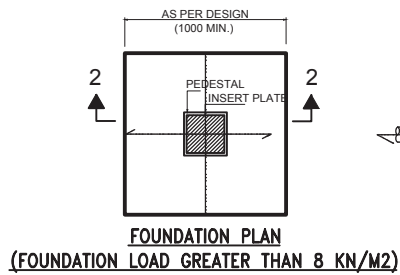 AS PER DESIGN
(1000 MIN.)
2 2
PEDESTAL
INSERT PLATE
FOUNDATION PLAN
(FOUNDATION LOAD GREATER THAN 8 KN/M2)